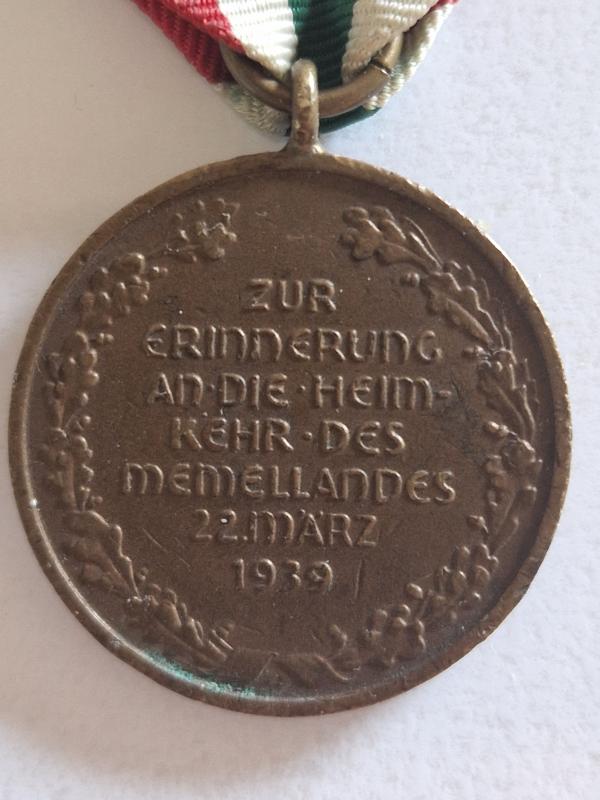 ZUR
ERINNERUNG
AN·DIE·HEIM-
KEHR·DES
MEMELLANDES
22.MÄRZ
1939